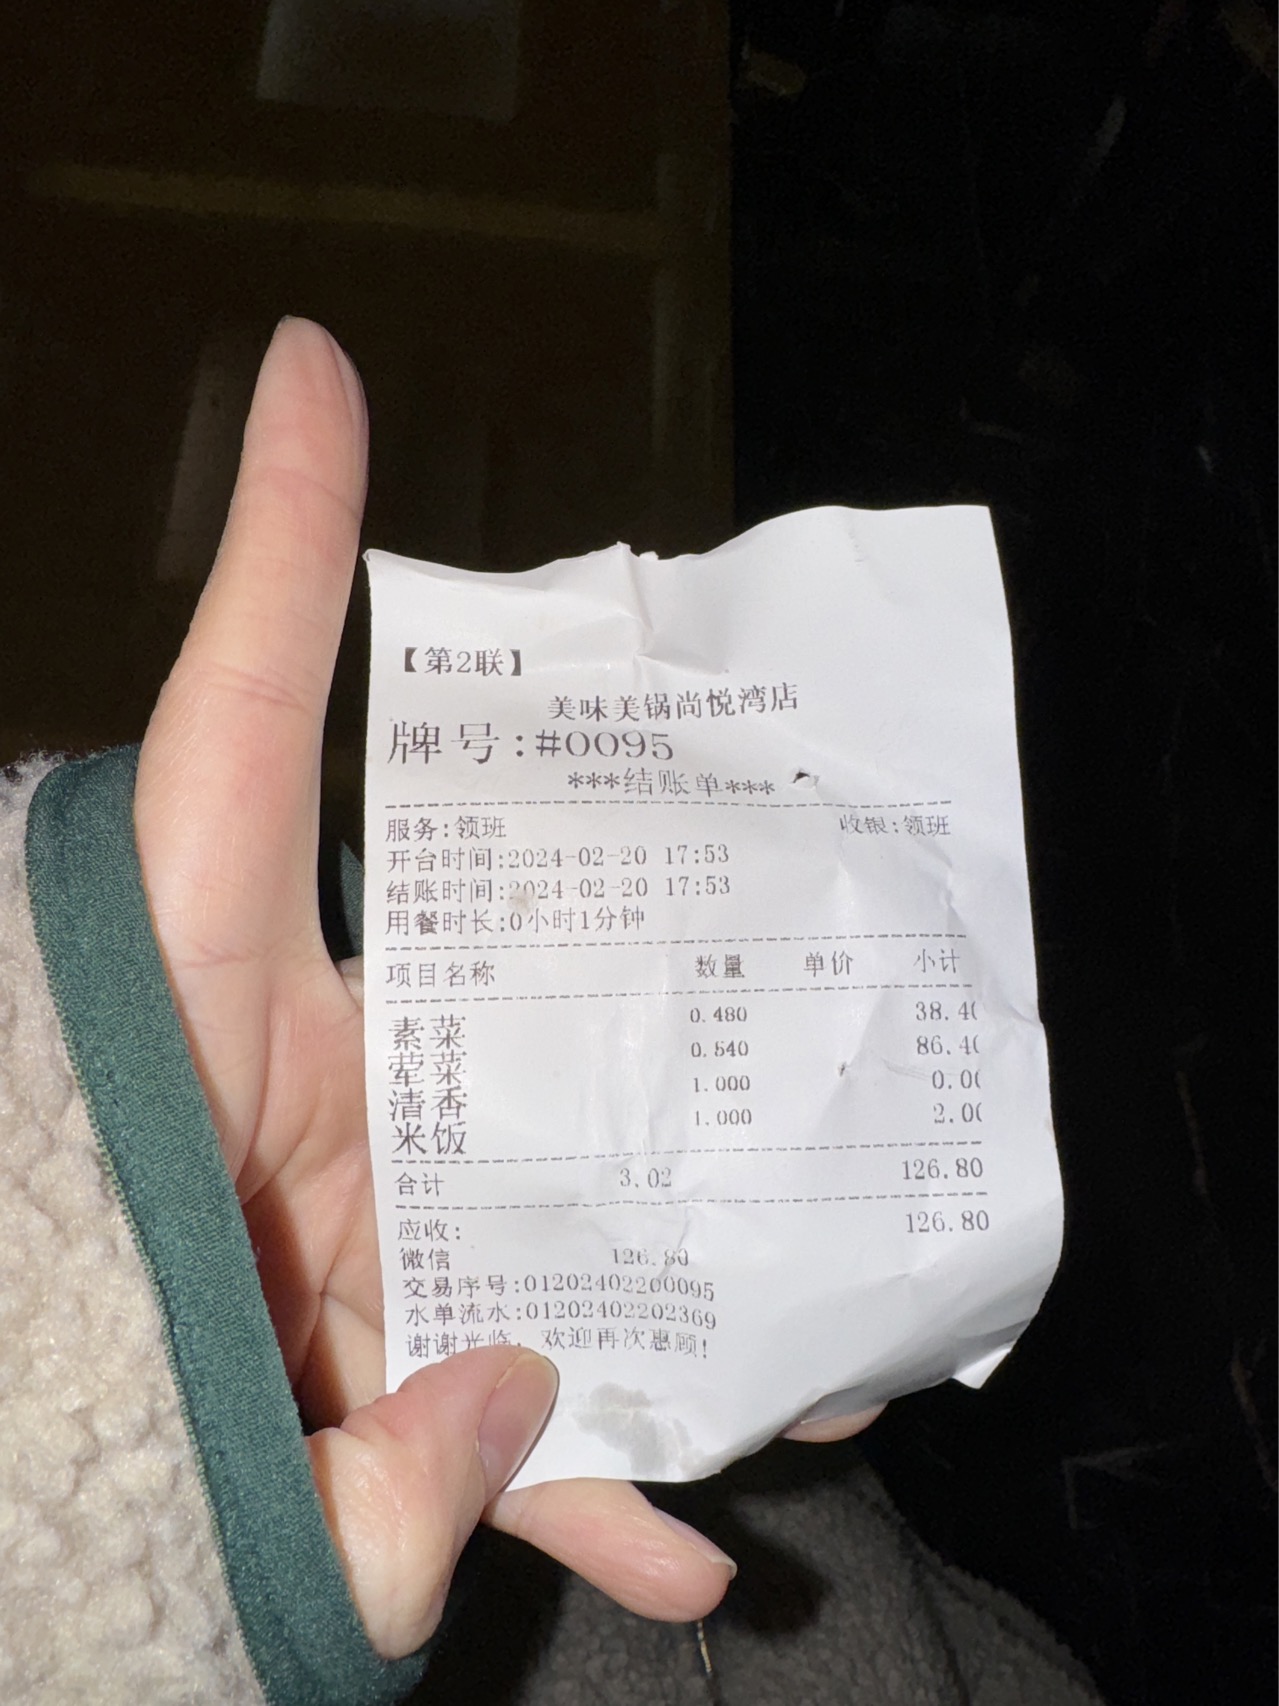 【第2联】
美味美锅尚悦湾店
牌号:#0095
***结账单***
服务:领班 收银:领班
开台时间:2024-02-20 17:53
结账时间:2024-02-20 17:53
用餐时长:0小时1分钟
项目名称 数量 单价 小计
素菜 0.480 38.40
荤菜 0.540 86.40
清香 1.000 0.00
米饭 1.000 2.00
合计 3.02 126.80
应收: 126.80
微信 126.80
交易序号:01202402200095
水单流水:01202402202369
谢谢光临, 欢迎再次惠顾!